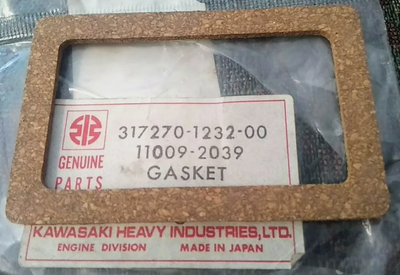 317270-1232-00
11009-2039
GENUINE
PARTS
GASKET
KAWASAKI HEAVY INDUSTRIES, LTD.
ENGINE DIVISION MADE IN JAPAN